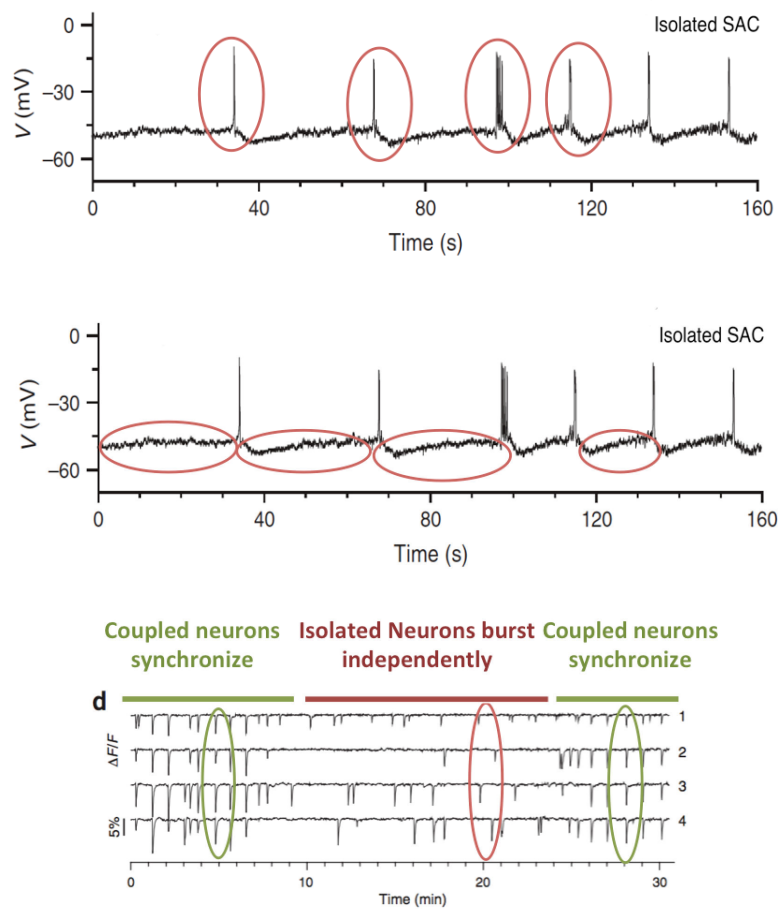 0
Isolated SAC
V (mV)
−30
−60
0
40
80
120
160
Time (s)
0
Isolated SAC
V (mV)
−30
−60
0
40
80
120
160
Time (s)
Coupled neurons
synchronize
Isolated Neurons burst
independently
Coupled neurons
synchronize
d
1
ΔF/F
2
3
5%
4
0
10
20
30
Time (min)